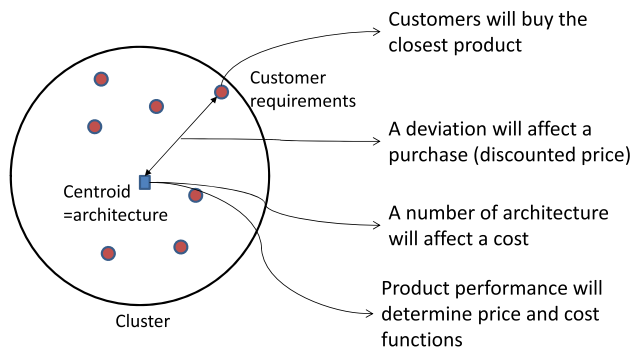 Customers will buy the
closest product
Customer
requirements
A deviation will affect a
purchase (discounted price)
Centroid
=architecture
A number of architecture
will affect a cost
Product performance will
determine price and cost
functions
Cluster